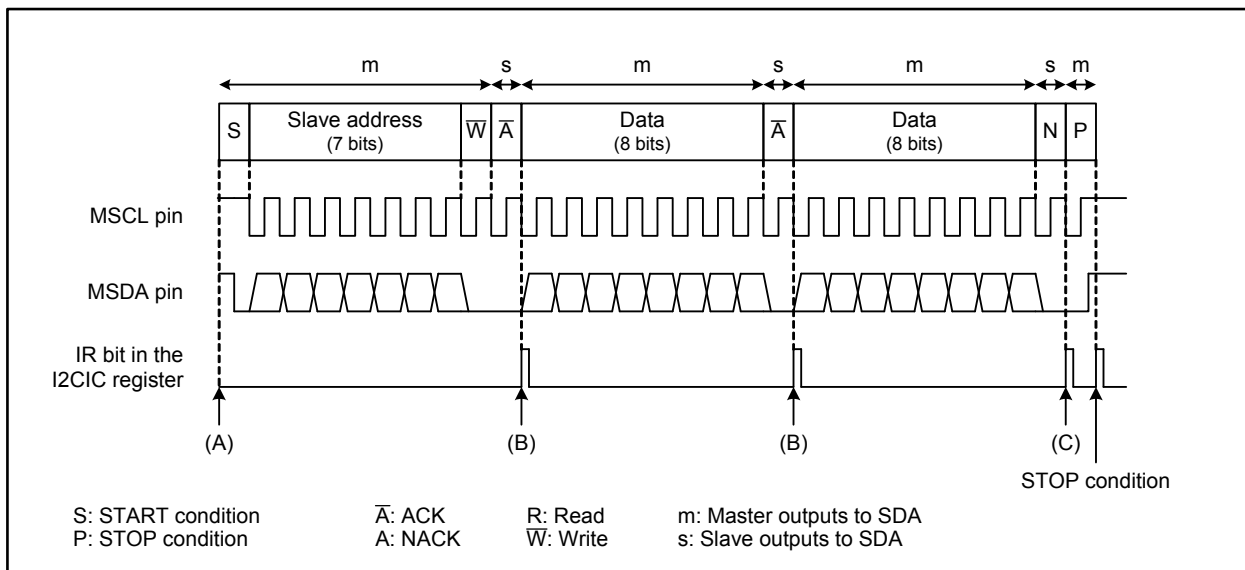 m s m s m s m
S Slave address (7 bits) W̅ A̅ Data (8 bits) A̅ Data (8 bits) N P
MSCL pin
MSDA pin
IR bit in the
I2CIC register
(A) (B) (B) (C)
STOP condition
S: START condition A̅: ACK R: Read m: Master outputs to SDA
P: STOP condition A: NACK W̅: Write s: Slave outputs to SDA